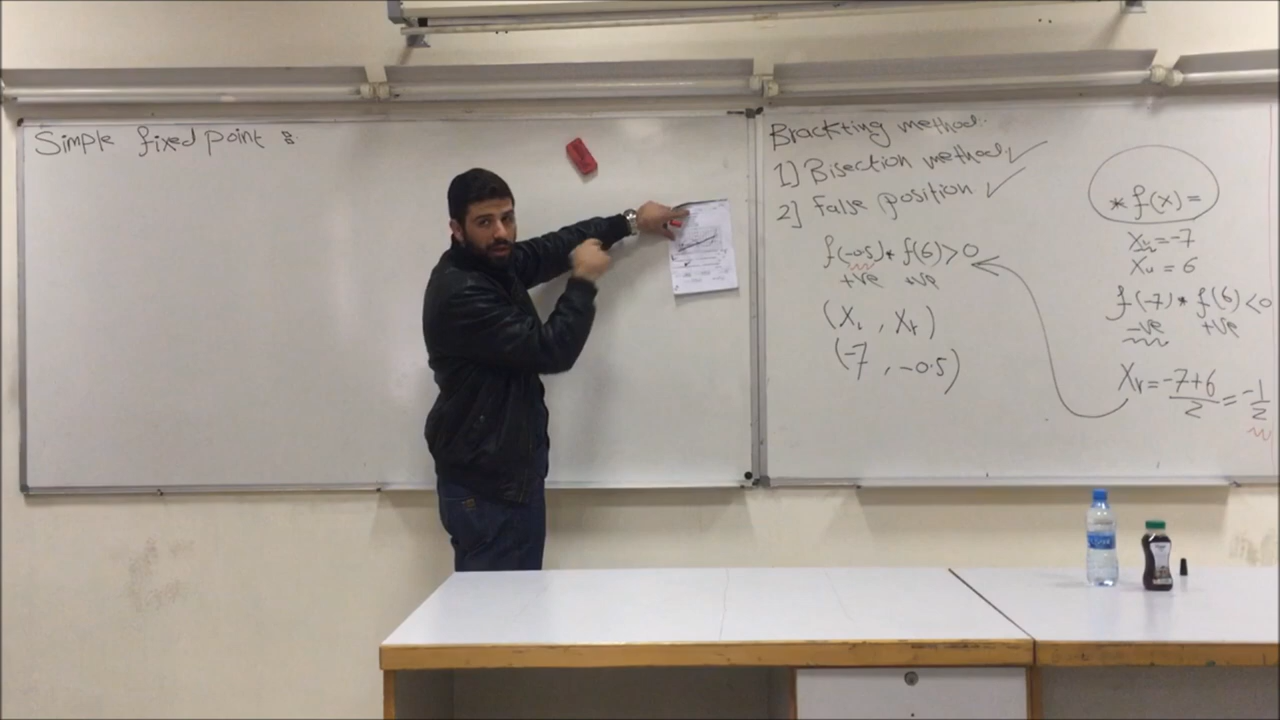 Simple fixed point :
Brackting method:
1] Bisection method ✓
2] False position ✓
f(-0.5) * f(6) > 0
+ve +ve
(Xl , Xr)
(-7 , -0.5)
* f(x) =
Xl = -7
Xu = 6
f(-7) * f(6) < 0
-ve +ve
Xr = -7+6/2 = -1/2